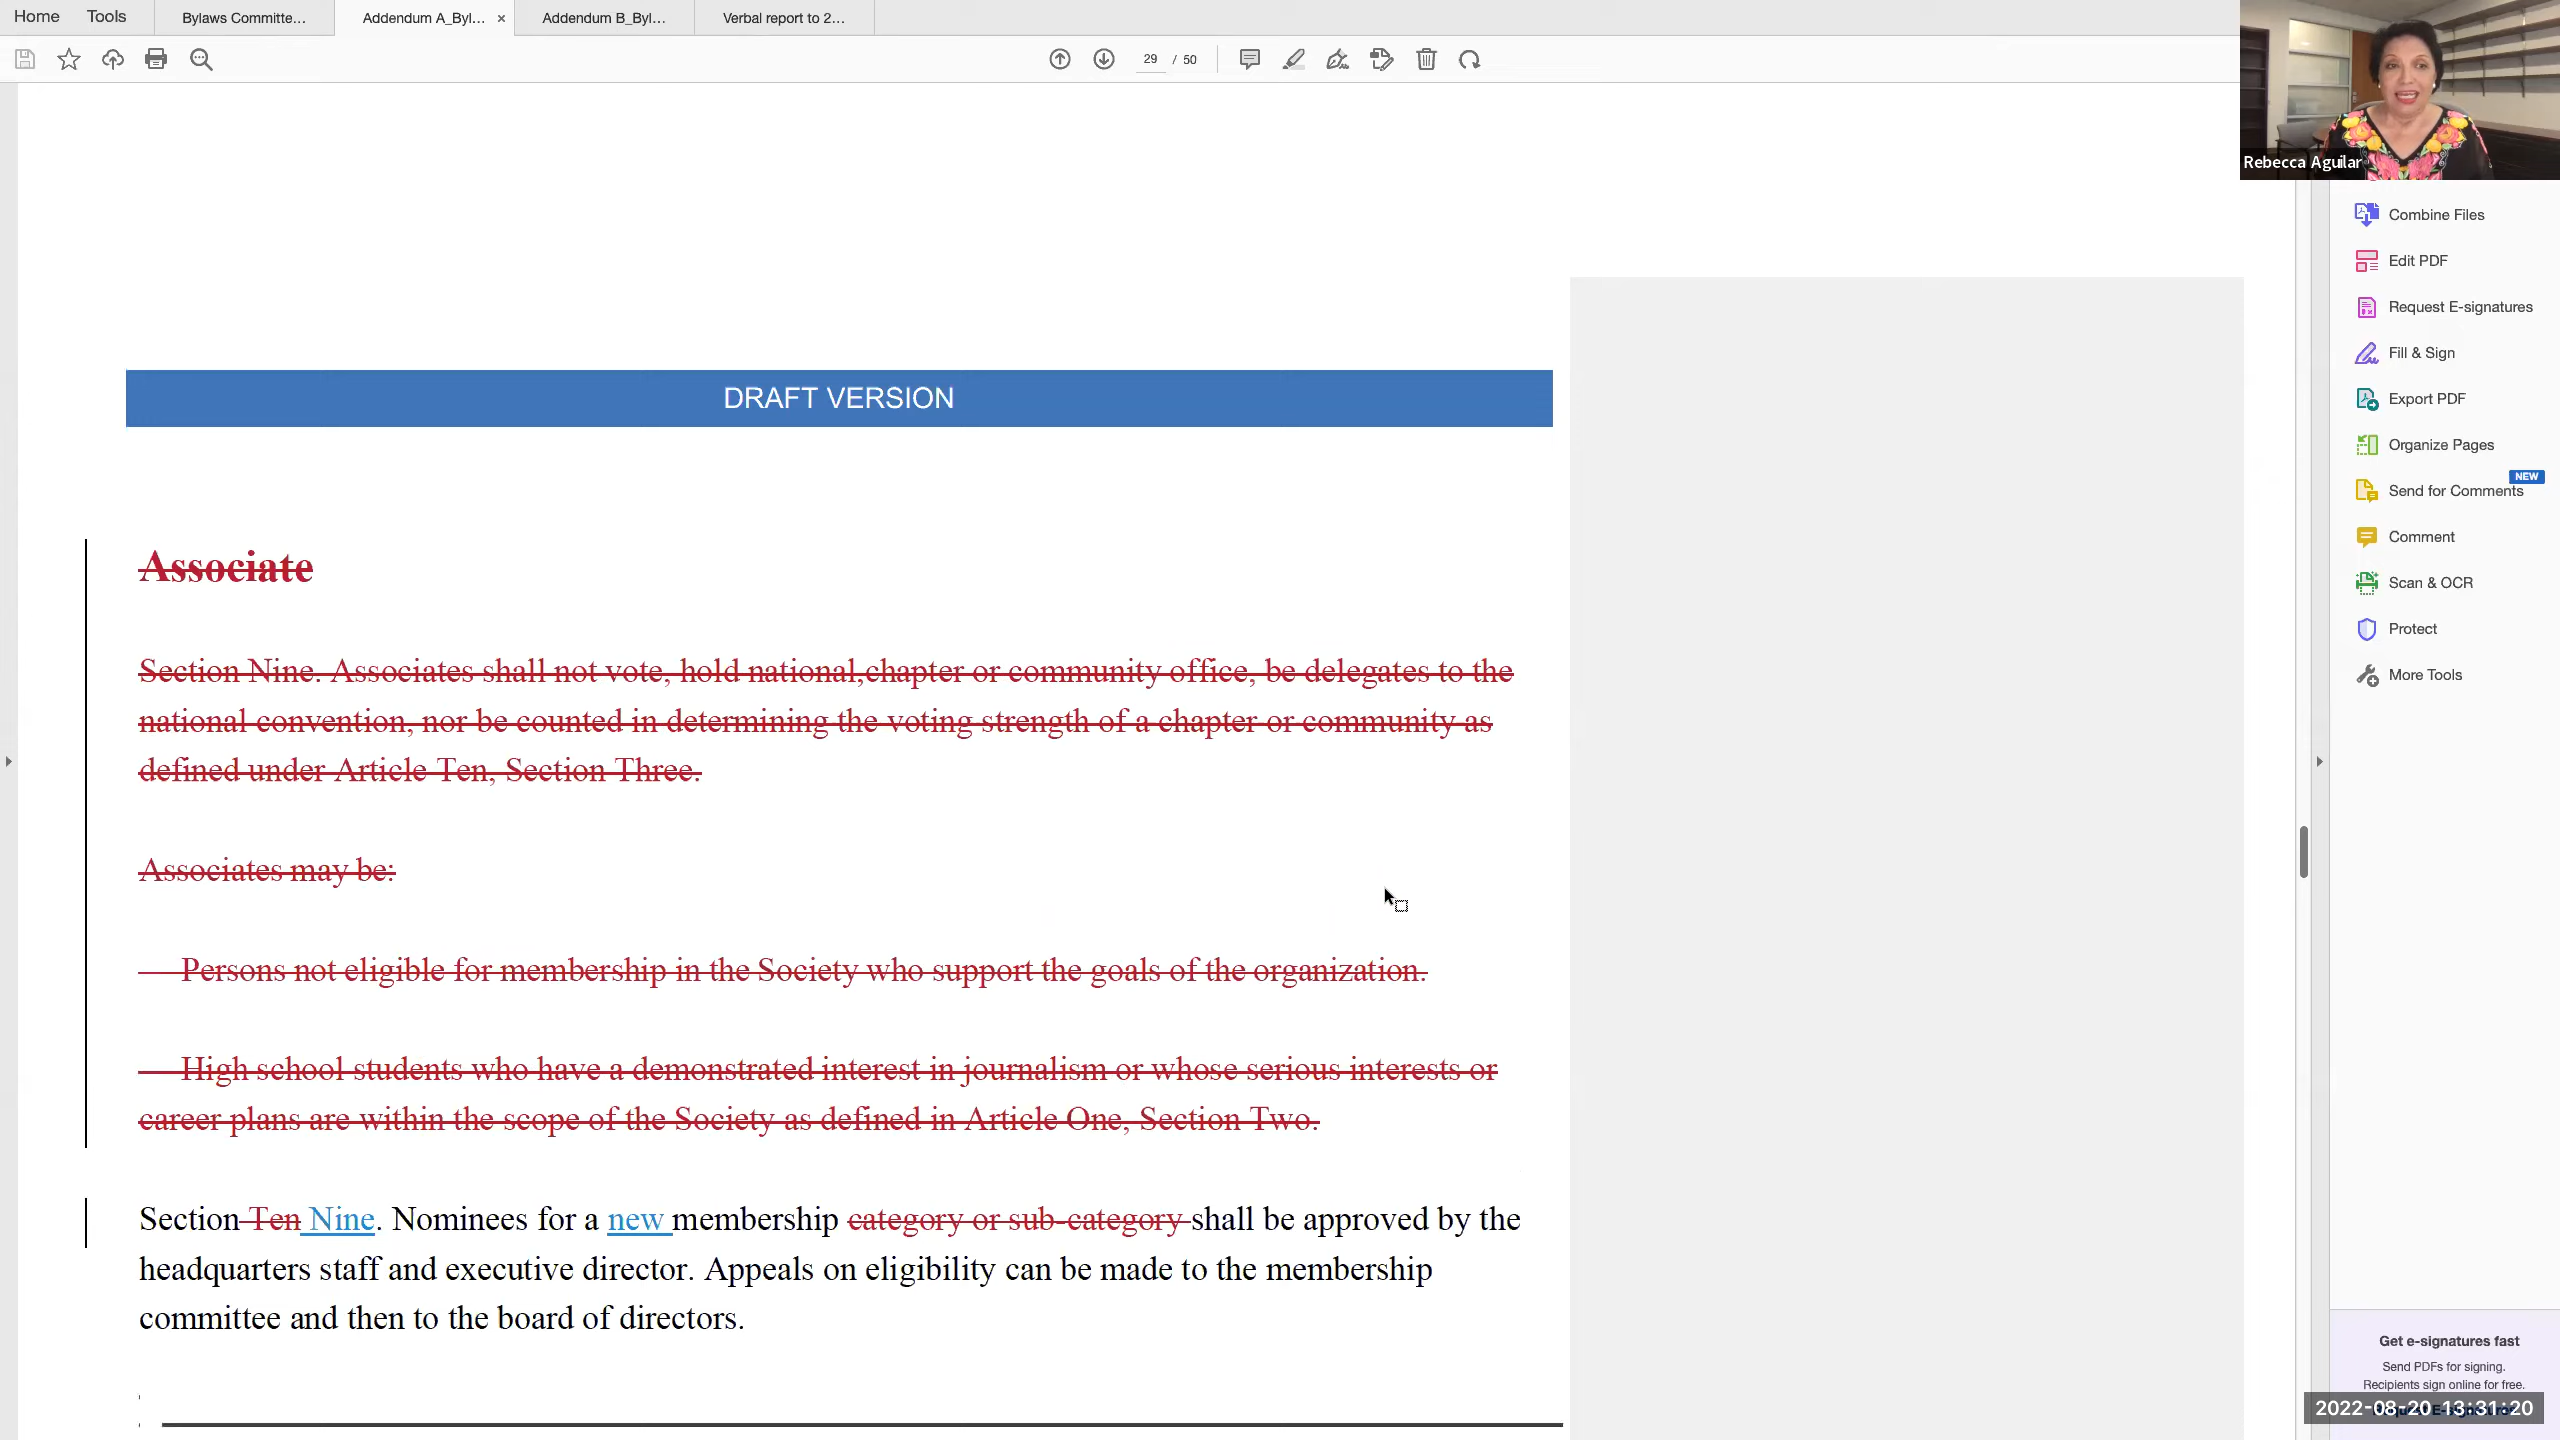 Home Tools Bylaws Committe... Addendum A_Byl... × Addendum B_Byl... Verbal report to 2...
29 / 50
Rebecca Aguilar
Combine Files
Edit PDF
Request E-signatures
Fill & Sign
Export PDF
Organize Pages
NEW
Send for Comments
Comment
Scan & OCR
Protect
More Tools
DRAFT VERSION
Associate
Section Nine. Associates shall not vote, hold national,chapter or community office, be delegates to the
national convention, nor be counted in determining the voting strength of a chapter or community as
defined under Article Ten, Section Three.
Associates may be:
Persons not eligible for membership in the Society who support the goals of the organization.
High school students who have a demonstrated interest in journalism or whose serious interests or
career plans are within the scope of the Society as defined in Article One, Section Two.
Section Ten Nine. Nominees for a new membership category or sub-category shall be approved by the
headquarters staff and executive director. Appeals on eligibility can be made to the membership
committee and then to the board of directors.
Get e-signatures fast
Send PDFs for signing.
Recipients sign online for free.
2022-08-20 13:31:20